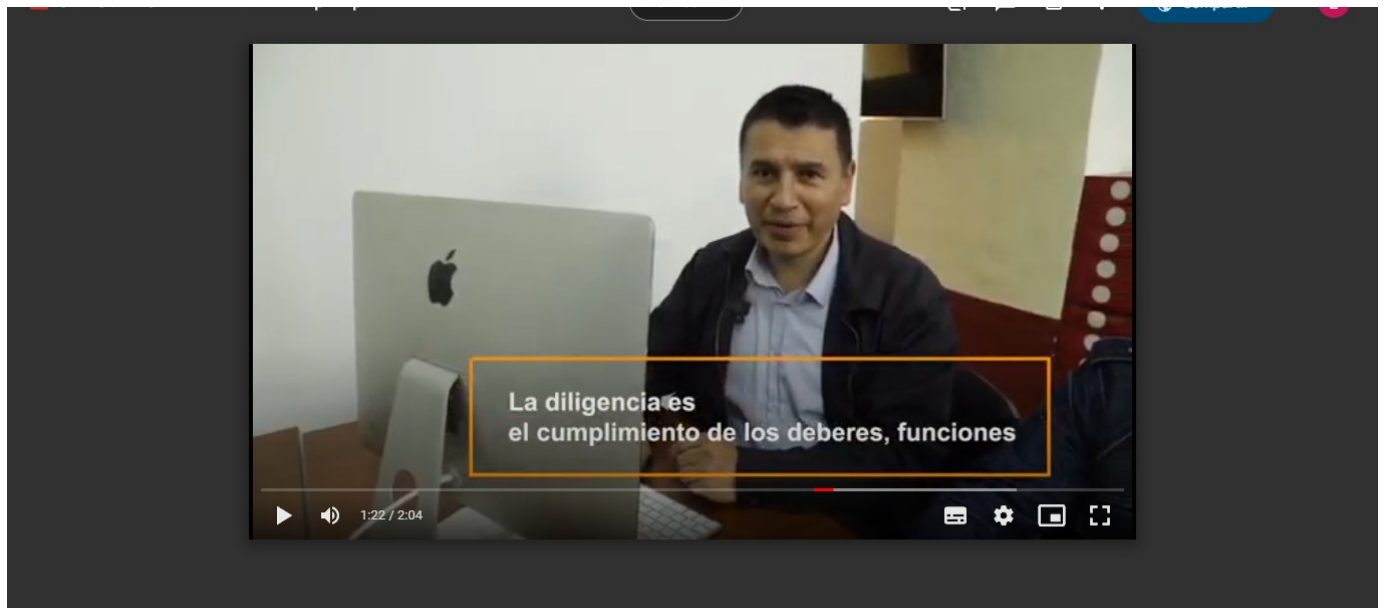 La diligencia es
el cumplimiento de los deberes, funciones
1:22 / 2:04